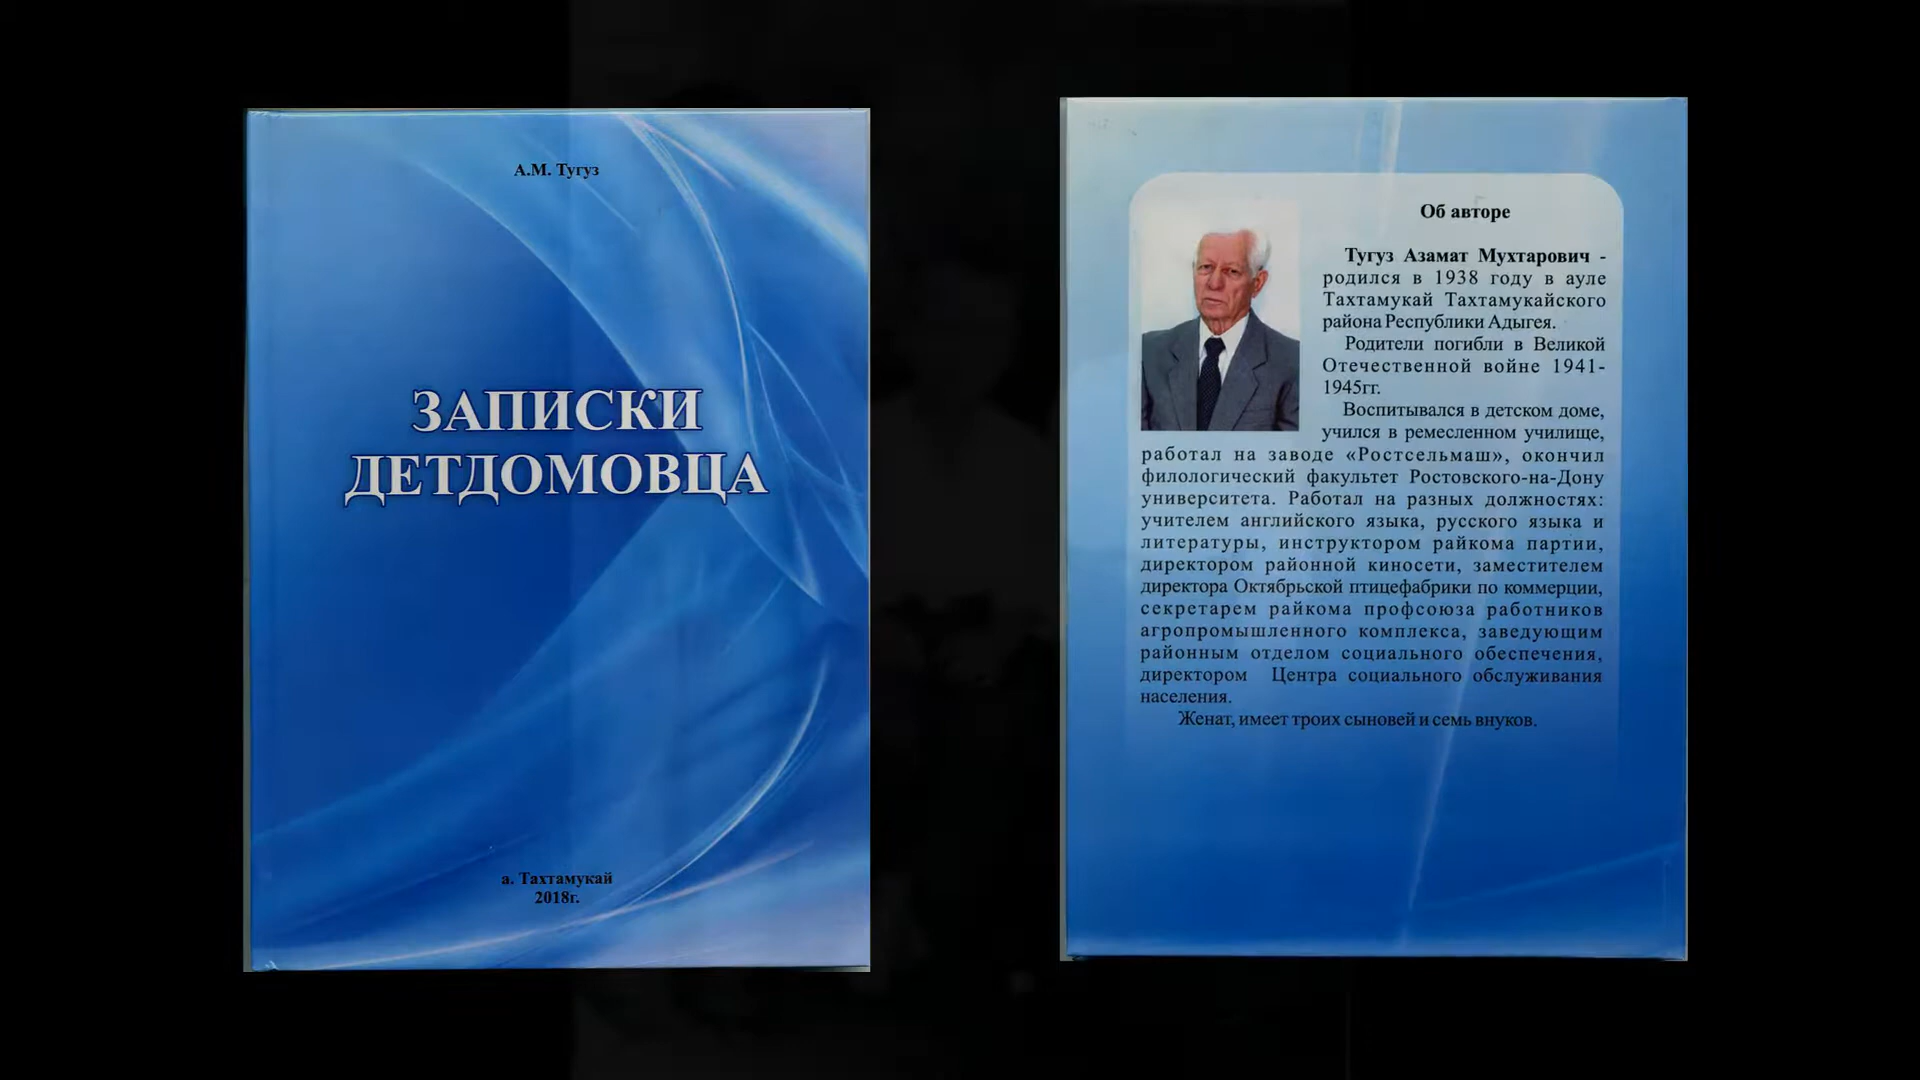 А.М. Тугуз
ЗАПИСКИ
ДЕТДОМОВЦА
а. Тахтамукай
2018г.
Об авторе
Тугуз Азамат Мухтарович -
родился в 1938 году в ауле
Тахтамукай Тахтамукайского
района Республики Адыгея.
Родители погибли в Великой
Отечественной войне 1941-
1945гг.
Воспитывался в детском доме,
учился в ремесленном училище,
работал на заводе «Ростсельмаш», окончил
филологический факультет Ростовского-на-Дону
университета. Работал на разных должностях:
учителем английского языка, русского языка и
литературы, инструктором райкома партии,
директором районной киносети, заместителем
директора Октябрьской птицефабрики по коммерции,
секретарем райкома профсоюза работников
агропромышленного комплекса, заведующим
районным отделом социального обеспечения,
директором Центра социального обслуживания
населения.
Женат, имеет троих сыновей и семь внуков.